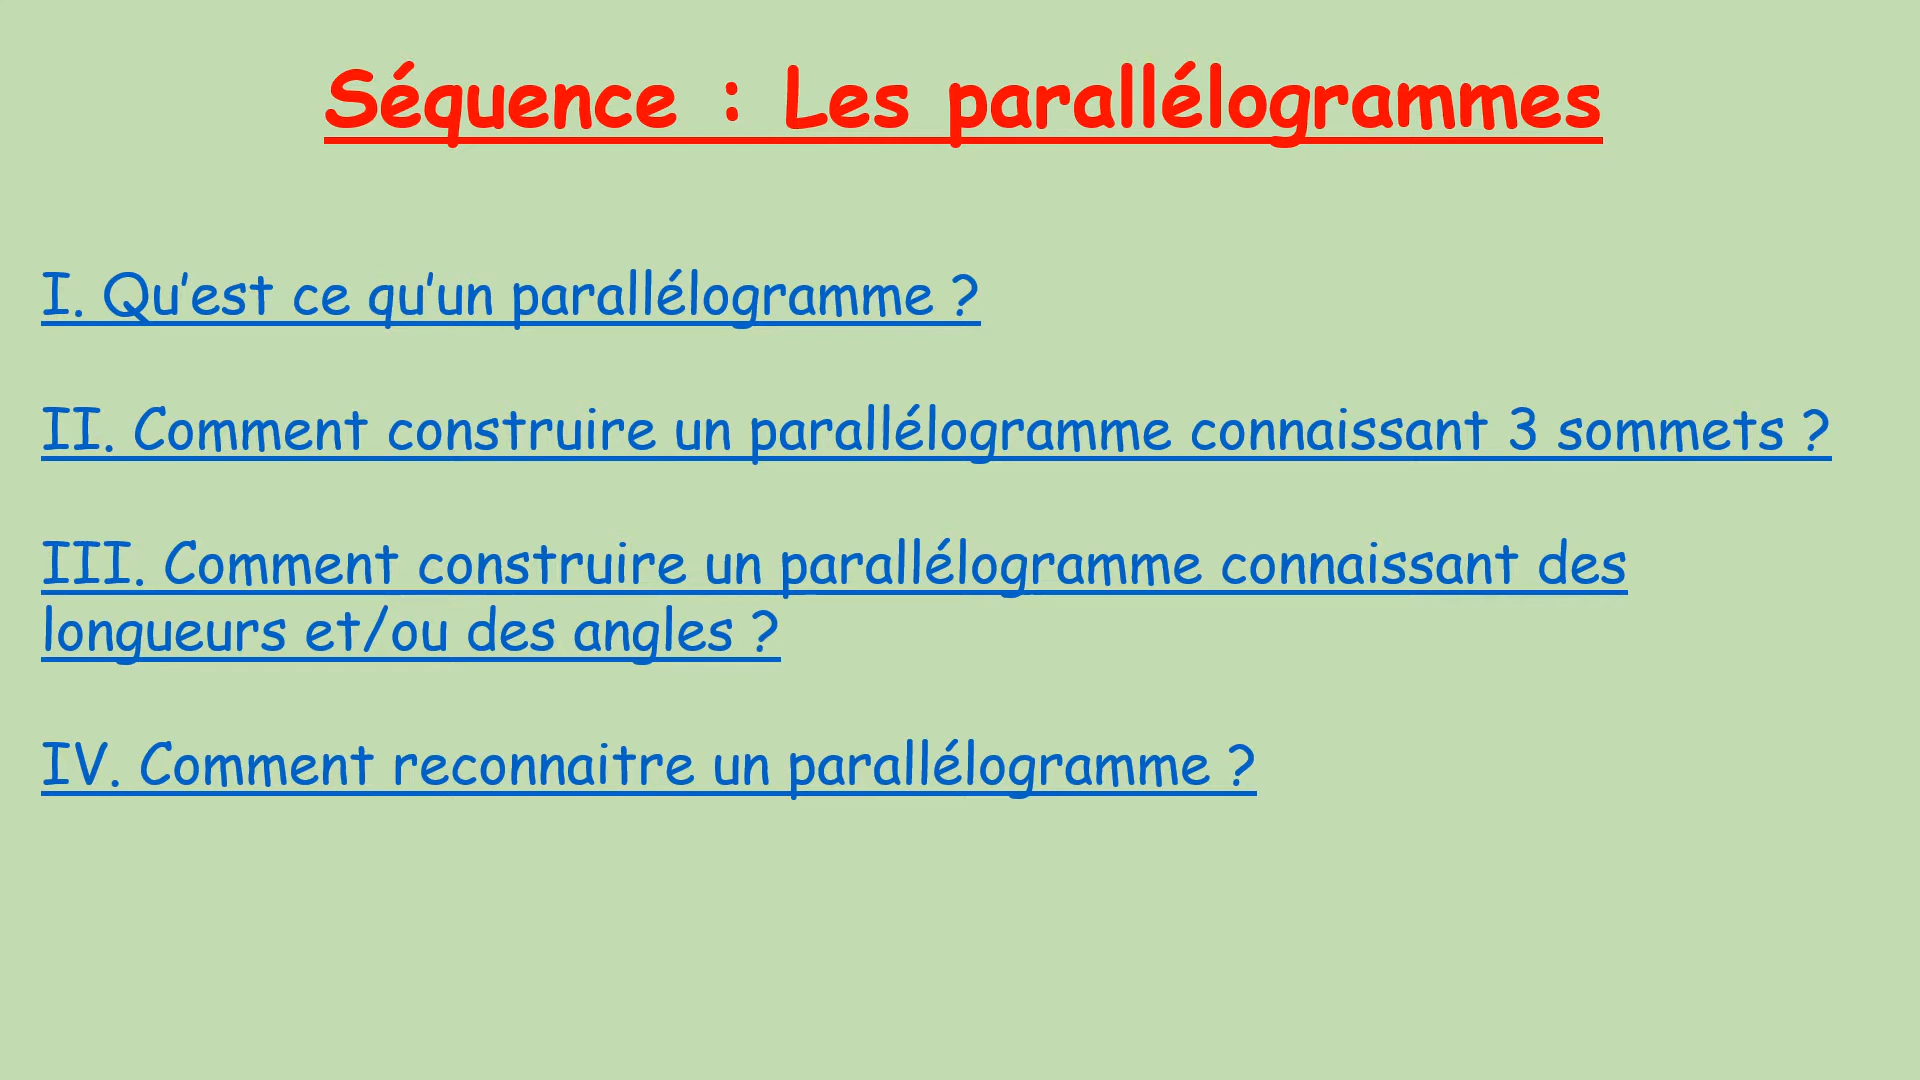 Séquence : Les parallélogrammes
I. Qu’est ce qu’un parallélogramme ?
II. Comment construire un parallélogramme connaissant 3 sommets ?
III. Comment construire un parallélogramme connaissant des
longueurs et/ou des angles ?
IV. Comment reconnaitre un parallélogramme ?